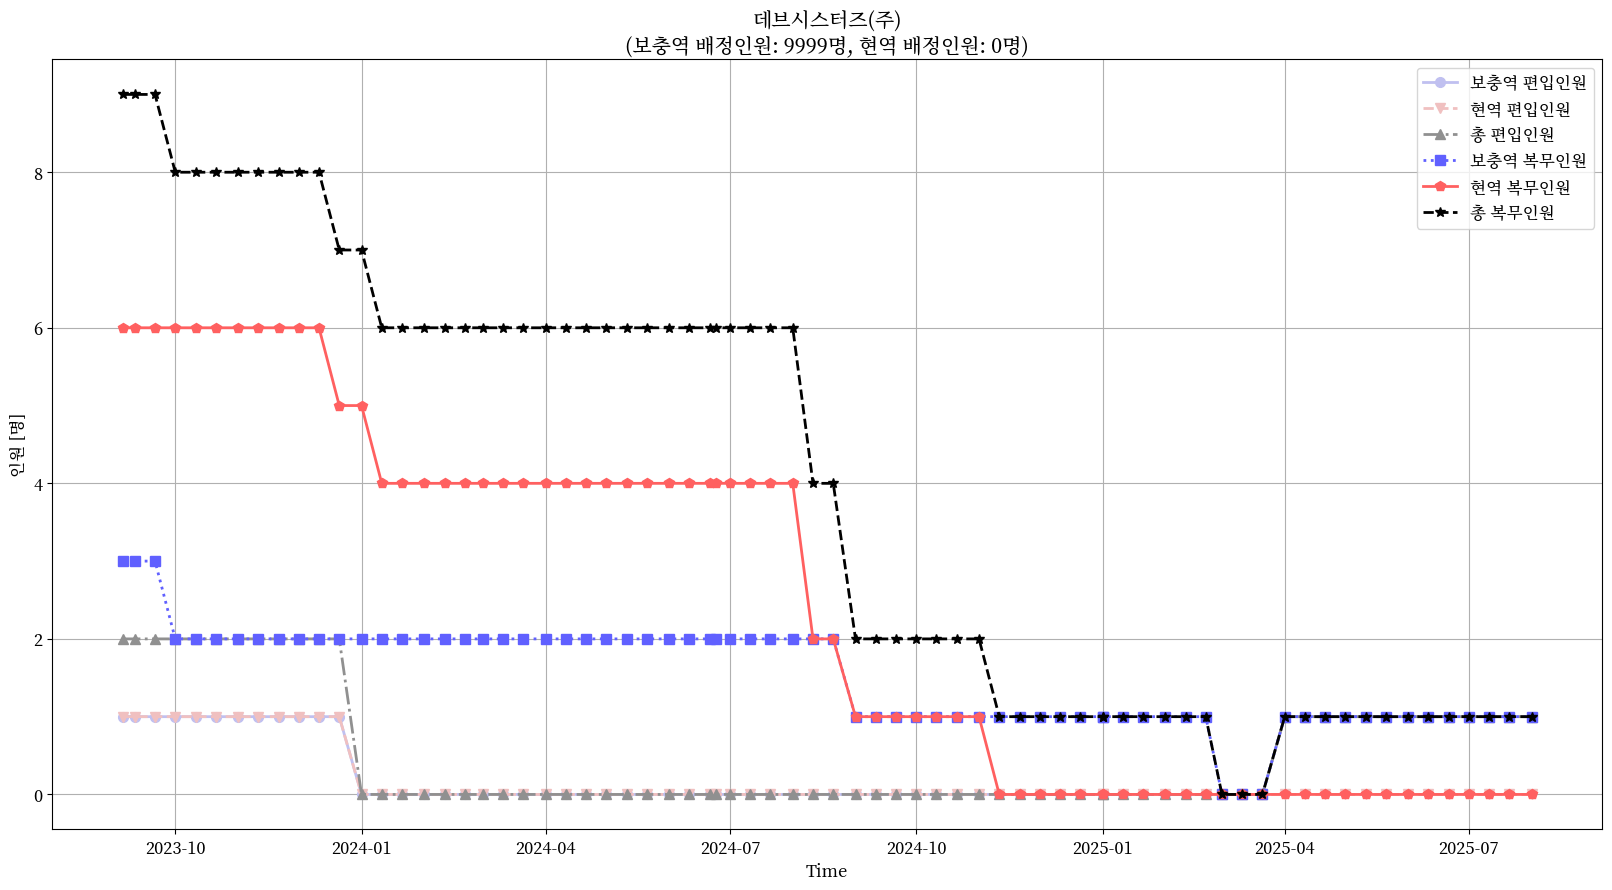 데브시스터즈(주)
(보충역 배정인원: 9999명, 현역 배정인원: 0명)
보충역 편입인원
현역 편입인원
총 편입인원
보충역 복무인원
현역 복무인원
총 복무인원
인원 [명]
8
6
4
2
0
2023-10
2024-01
2024-04
2024-07
2024-10
2025-01
2025-04
2025-07
Time